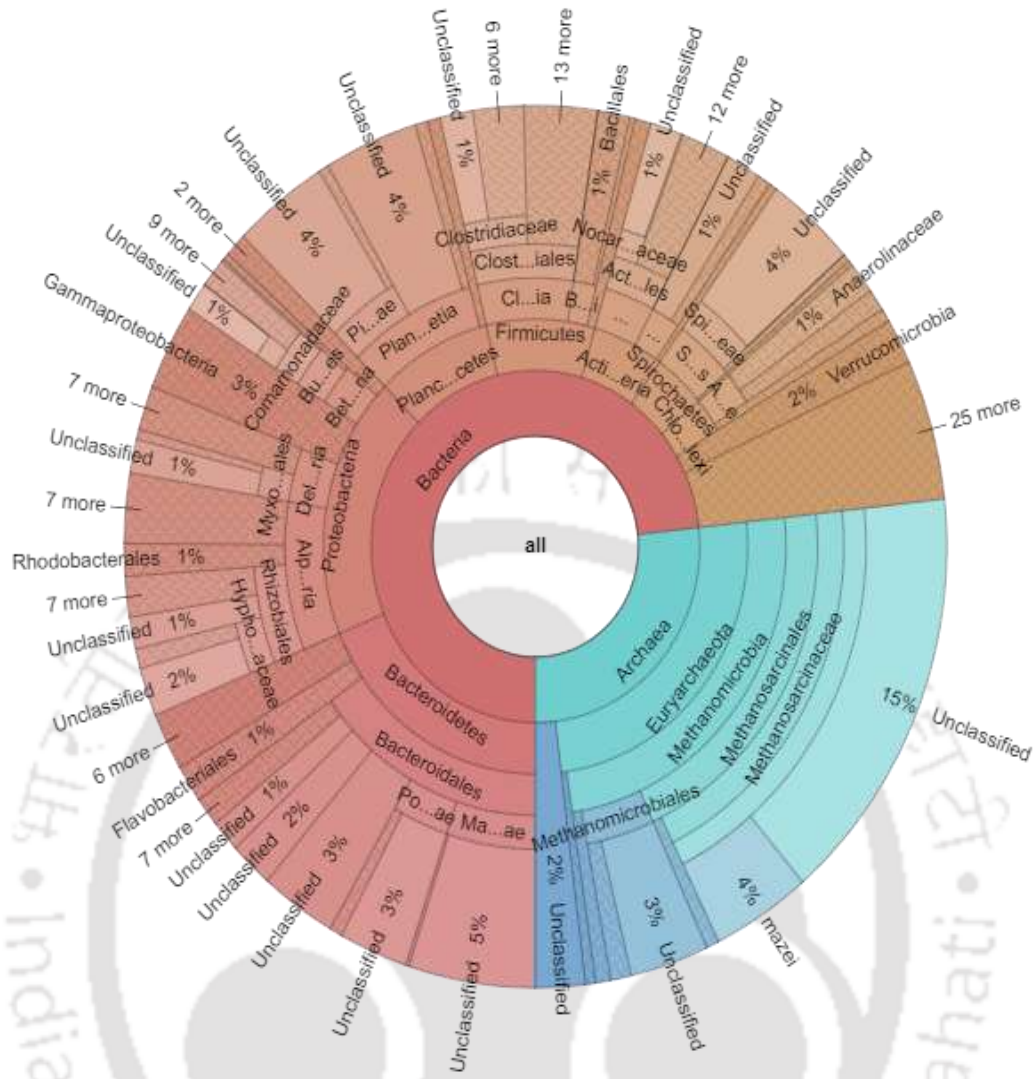 Unclassified
6 more
13 more
Bacillales
Unclassified
12 more
Unclassified
Unclassified
Unclassified
Unclassified
2 more
9 more
Unclassified
Gammaproteobacteria
7 more
Unclassified
7 more
Rhodobacterales
7 more
Unclassified
Unclassified
6 more
Flavobacteriales
7 more
Unclassified
Unclassified
Unclassified
Unclassified
Unclassified
Unclassified
Unclassified
mazei
Unclassified
25 more
Verrucomicrobia
Anaerolinaceae
1%
1%
1%
1%
4%
1%
2%
4%
4%
1%
3%
1%
1%
1%
2%
1%
1%
2%
3%
3%
5%
2%
3%
4%
15%
Clostridiaceae
Clost...iales
Cl...ia
B...i
Firmicutes
Nocar...aceae
Act...les
...
...
Acti...eria
Spi...eae
S...s
Spirochaetes
A...e
Chlo...lexi
Pi...ae
Plan...etia
Planc...cetes
Comamonadaceae
Bu...es
Bet...na
Myxo...ales
Del...ria
Proteobacteria
Alp...ria
Rhizobiales
Hypho...aceae
Bacteria
all
Bacteroidetes
Bacteroidales
Po...ae
Ma...ae
Archaea
Euryarchaeota
Methanomicrobia
Methanosarcinales
Methanosarcinaceae
Methanomicrobiales